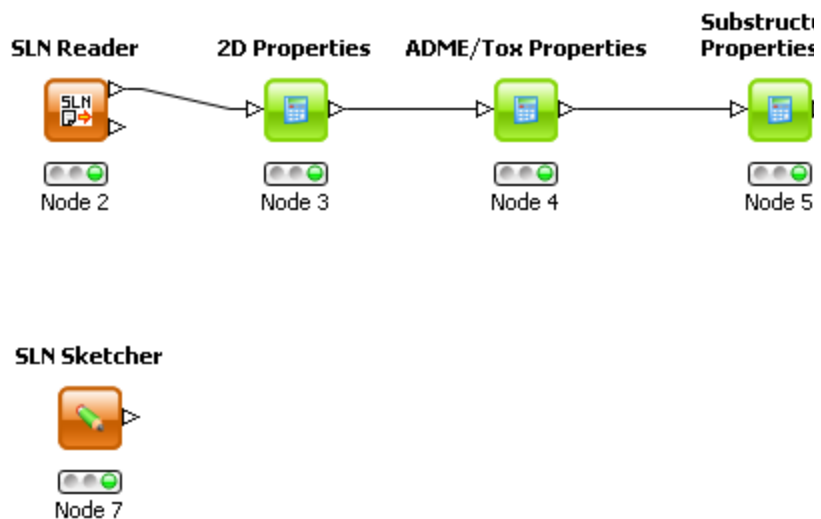 SLN Reader
2D Properties
ADME/Tox Properties
Properties
SLN
Node 2
Node 3
Node 4
Node 5
SLN Sketcher
Node 7